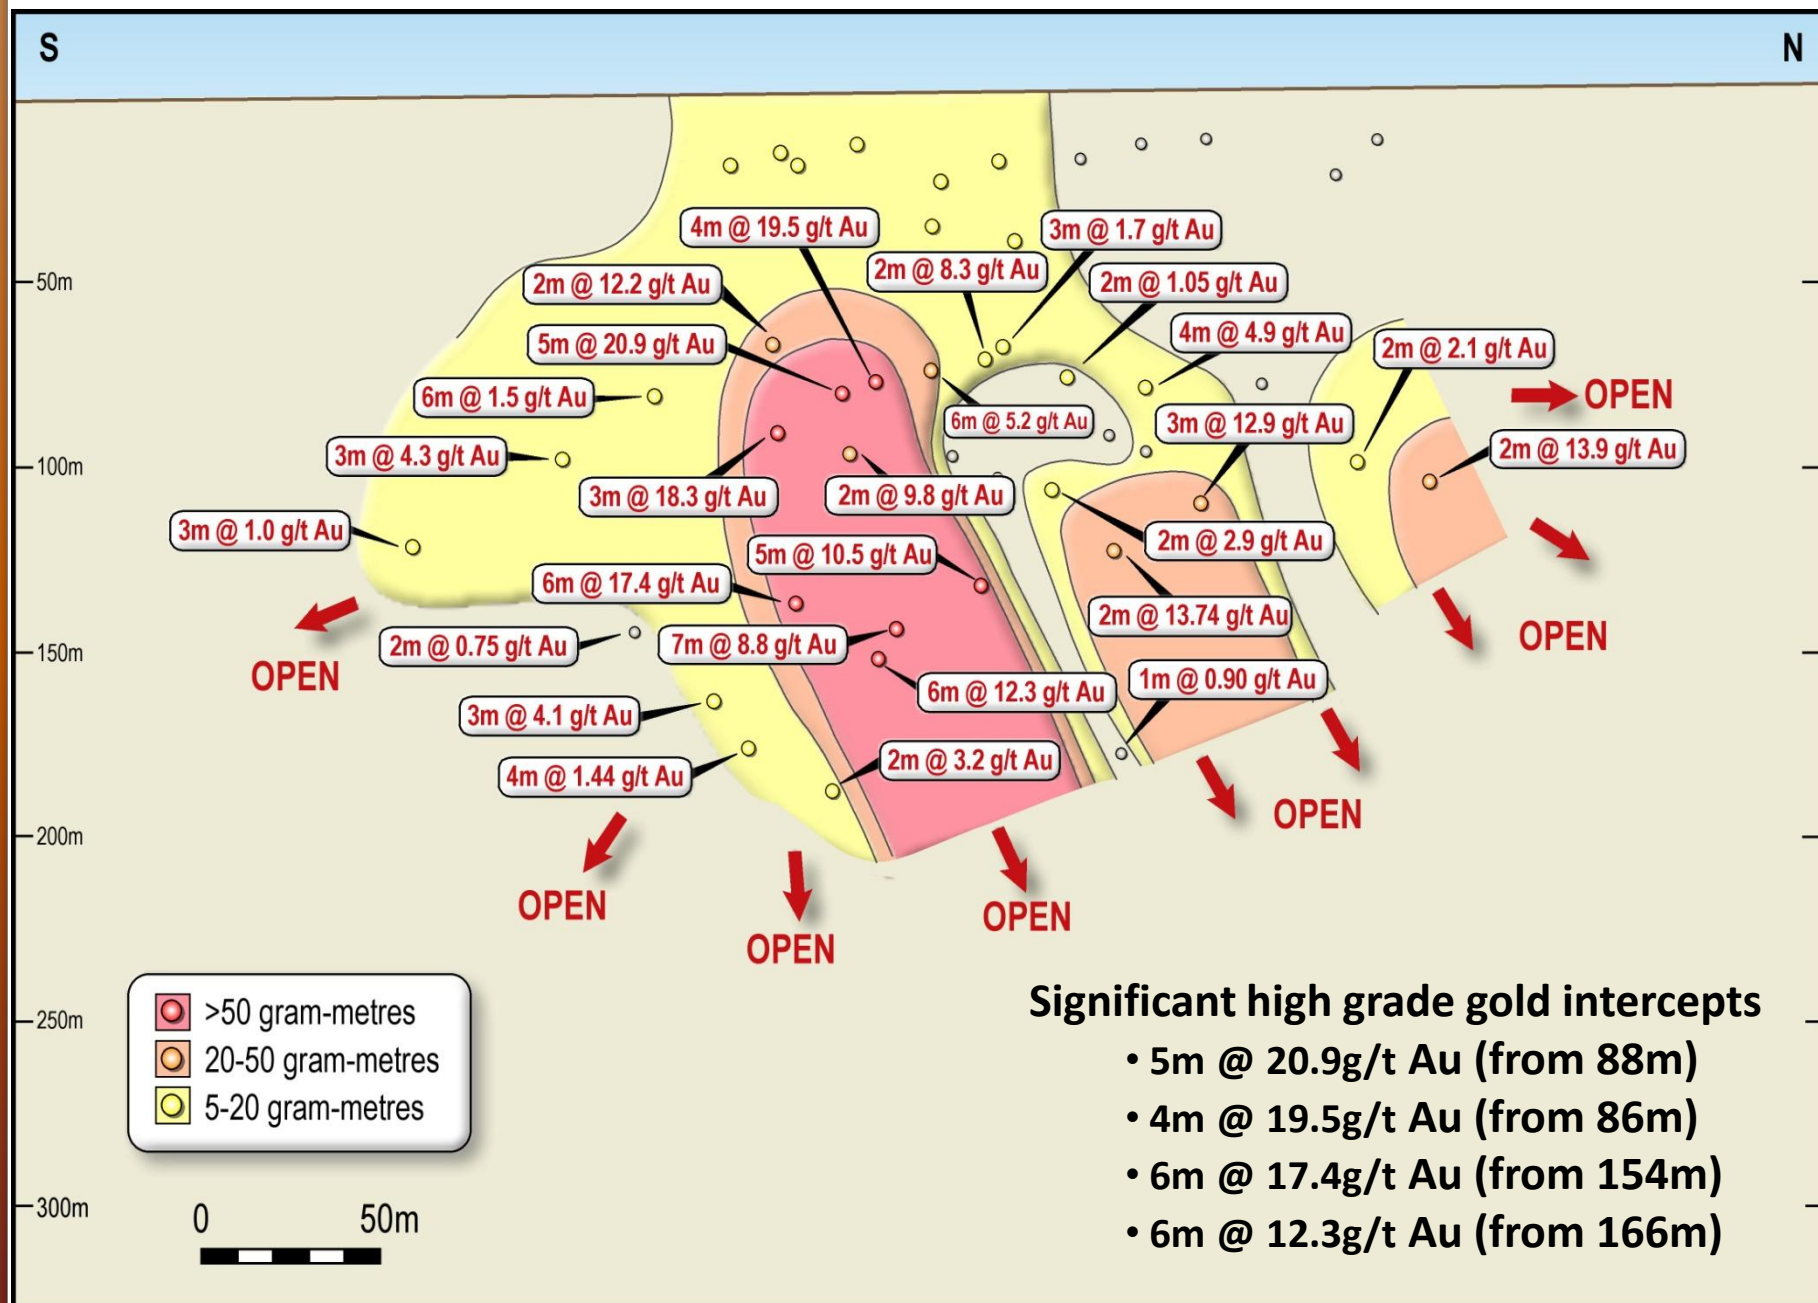 S
N
4m @ 19.5 g/t Au
3m @ 1.7 g/t Au
2m @ 8.3 g/t Au
50m
2m @ 12.2 g/t Au
2m @ 1.05 g/t Au
5m @ 20.9 g/t Au
4m @ 4.9 g/t Au
2m @ 2.1 g/t Au
6m @ 1.5 g/t Au
OPEN
6m @ 5.2 g/t Au
3m @ 12.9 g/t Au
3m @ 4.3 g/t Au
2m @ 13.9 g/t Au
100m
3m @ 18.3 g/t Au
2m @ 9.8 g/t Au
3m @ 1.0 g/t Au
2m @ 2.9 g/t Au
5m @ 10.5 g/t Au
6m @ 17.4 g/t Au
2m @ 13.74 g/t Au
2m @ 0.75 g/t Au
7m @ 8.8 g/t Au
OPEN
150m
OPEN
1m @ 0.90 g/t Au
6m @ 12.3 g/t Au
3m @ 4.1 g/t Au
2m @ 3.2 g/t Au
4m @ 1.44 g/t Au
OPEN
200m
OPEN
OPEN
OPEN
Significant high grade gold intercepts
>50 gram-metres
250m
20-50 gram-metres
5-20 gram-metres
• 5m @ 20.9g/t Au (from 88m)
• 4m @ 19.5g/t Au (from 86m)
• 6m @ 17.4g/t Au (from 154m)
• 6m @ 12.3g/t Au (from 166m)
300m
0 50m